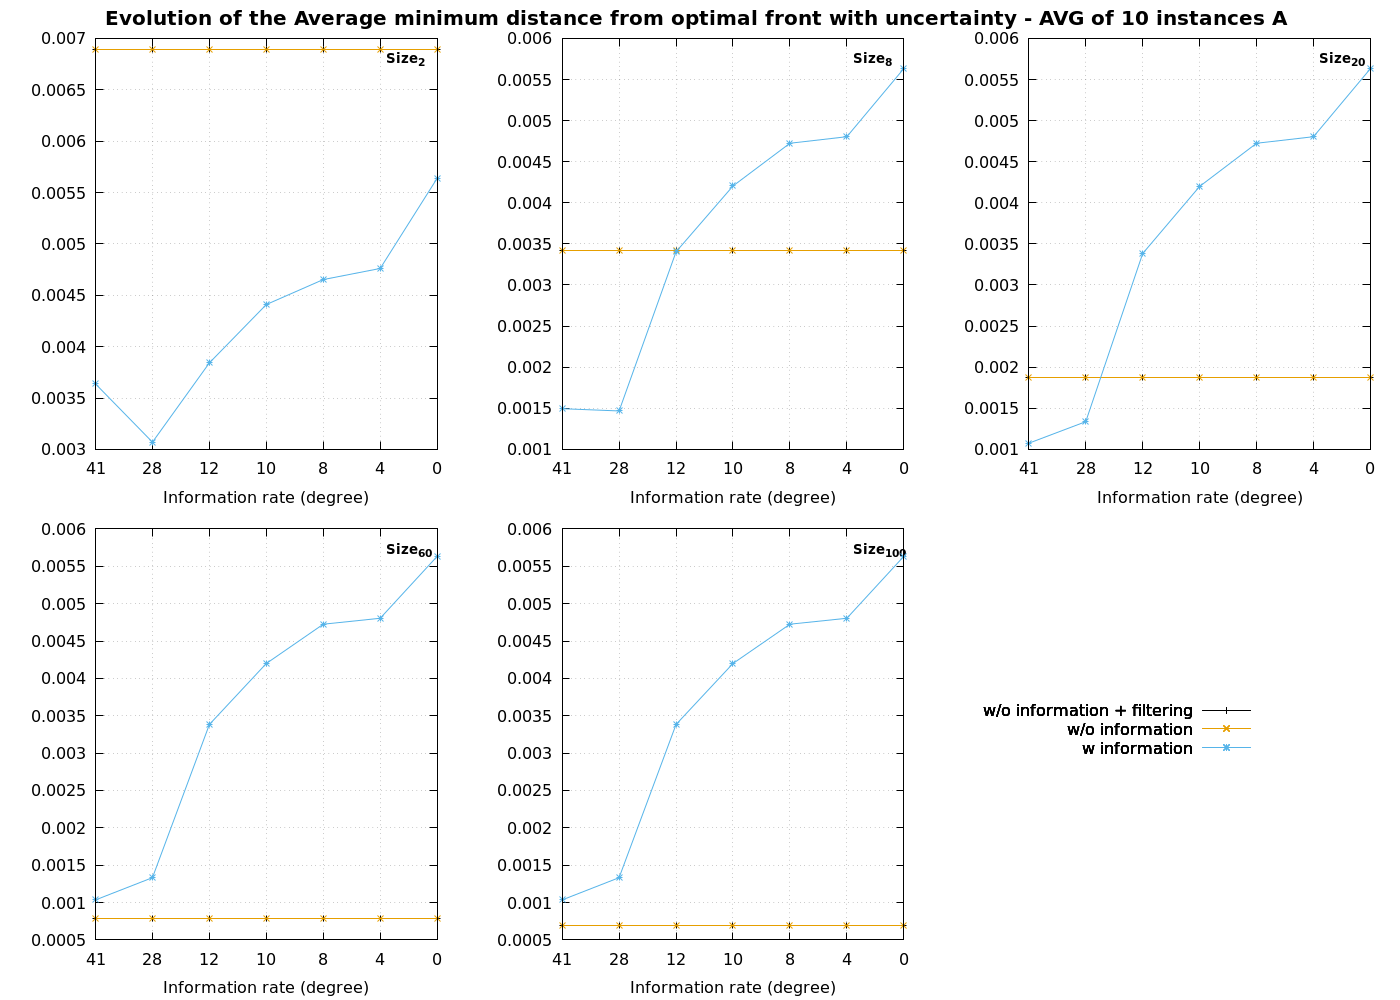 Evolution of the Average minimum distance from optimal front with uncertainty - AVG of 10 instances A
0.007
0.0065
0.006
0.0055
0.005
0.0045
0.004
0.0035
0.003
41 28 12 10 8 4 0
Information rate (degree)
Size2
0.006
0.0055
0.005
0.0045
0.004
0.0035
0.003
0.0025
0.002
0.0015
0.001
41 28 12 10 8 4 0
Information rate (degree)
Size8
0.006
0.0055
0.005
0.0045
0.004
0.0035
0.003
0.0025
0.002
0.0015
0.001
41 28 12 10 8 4 0
Information rate (degree)
Size20
0.006
0.0055
0.005
0.0045
0.004
0.0035
0.003
0.0025
0.002
0.0015
0.001
0.0005
41 28 12 10 8 4 0
Information rate (degree)
Size60
0.006
0.0055
0.005
0.0045
0.004
0.0035
0.003
0.0025
0.002
0.0015
0.001
0.0005
41 28 12 10 8 4 0
Information rate (degree)
Size100
w/o information + filtering
w/o information
w information